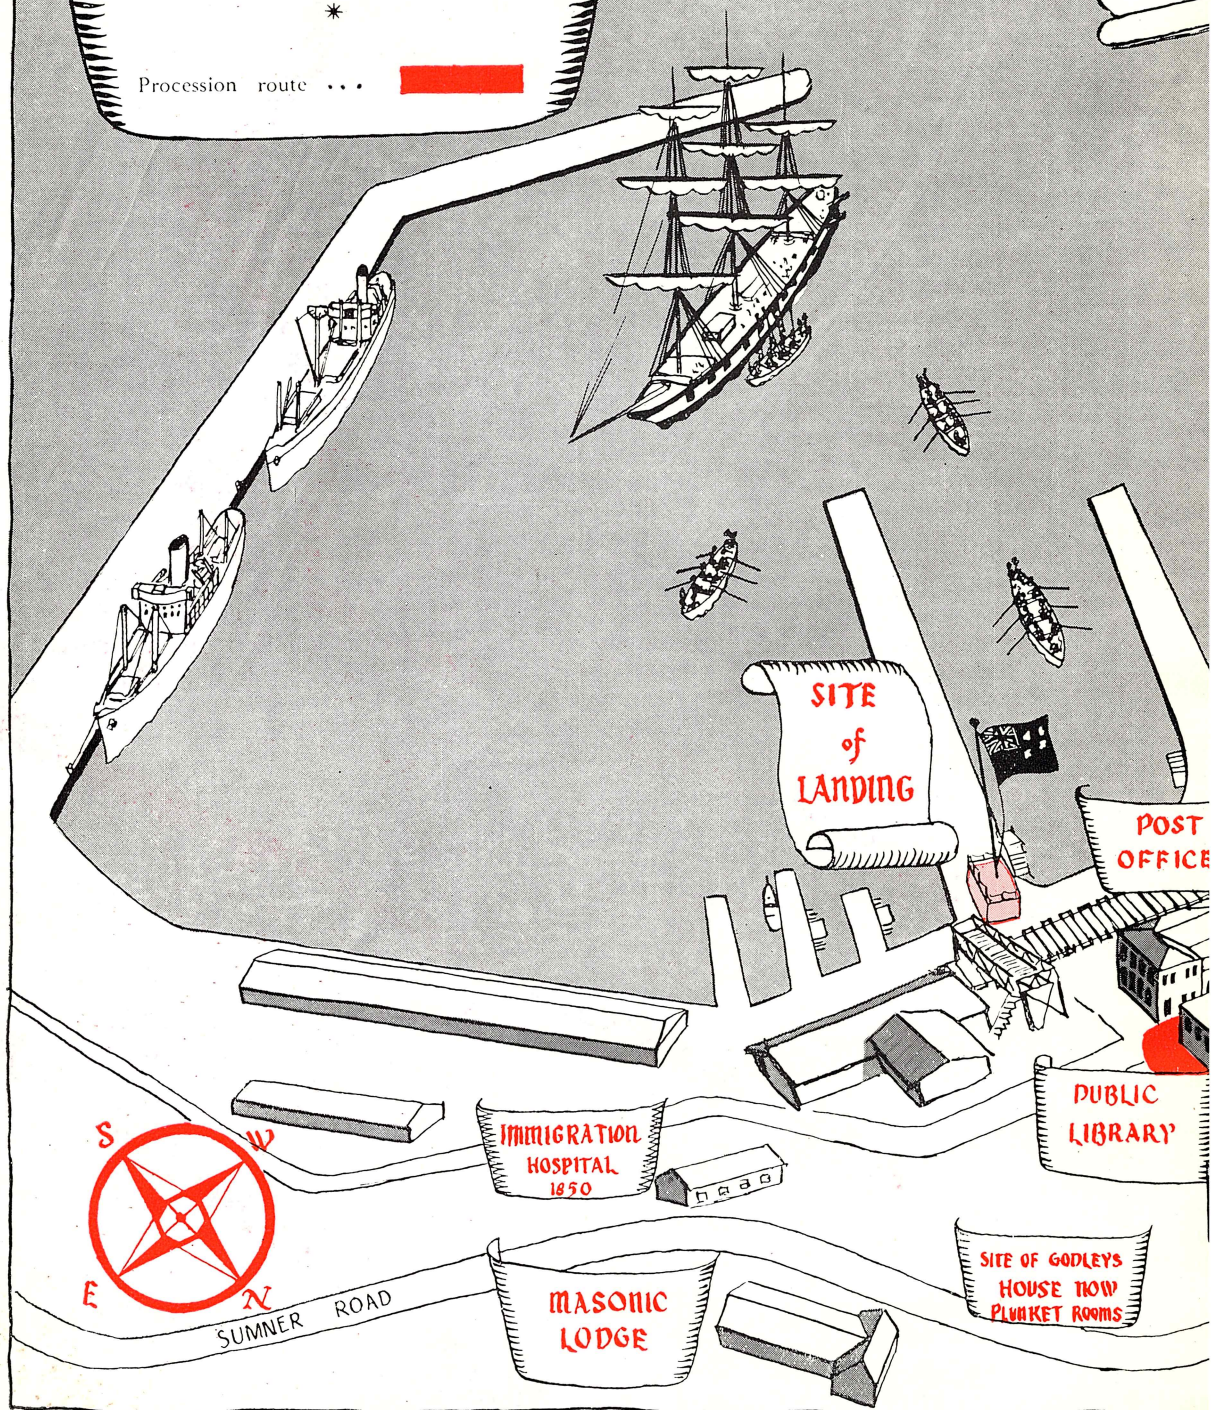 Procession route ...
SITE
of
LANDING
POST
OFFICE
PUBLIC
LIBRARY
IMMIGRATION
HOSPITAL
1850
S
W
E
N
SUMNER ROAD
MASONIC
LODGE
SITE OF GODLEYS
HOUSE NOW
PLUNKET ROOMS